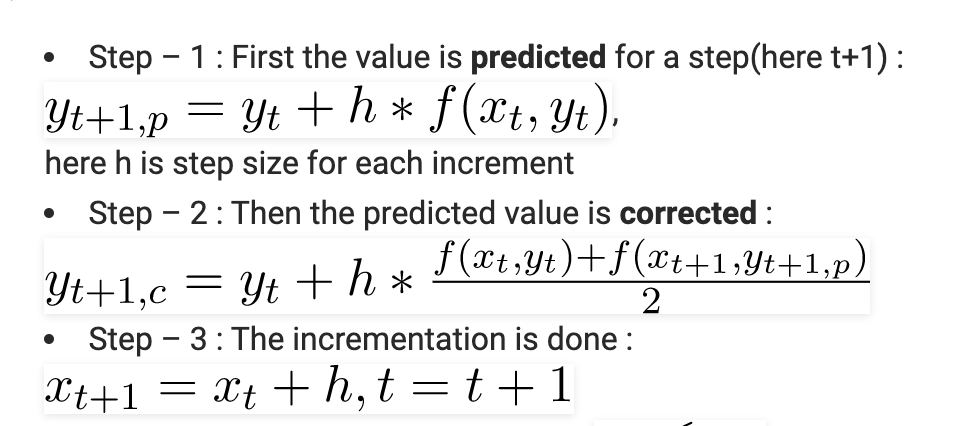 • Step – 1 : First the value is predicted for a step(here t+1) :
y_{t+1,p} = y_t + h * f(x_t, y_t),
here h is step size for each increment
• Step – 2 : Then the predicted value is corrected :
y_{t+1,c} = y_t + h * \frac{f(x_t,y_t)+f(x_{t+1},y_{t+1,p})}{2}
• Step – 3 : The incrementation is done :
x_{t+1} = x_t + h, t = t + 1